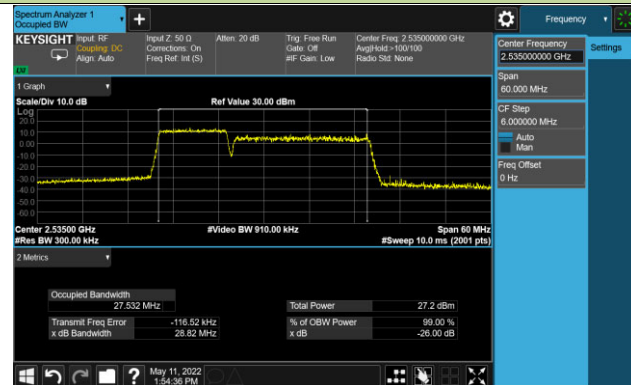 Spectrum Analyzer 1
Occupied BW
+
Frequency
KEYSIGHT
Input: RF
Coupling: DC
Align: Auto
Input Z: 50 Ω
Corrections: On
Freq Ref: Int (S)
Atten: 20 dB
Trig: Free Run
Gate: Off
#IF Gain: Low
Center Freq: 2.535000000 GHz
Avg|Hold:>100/100
Radio Std: None
LXI
Center Frequency
2.535000000 GHz
Settings
Span
60.000 MHz
CF Step
6.000000 MHz
Auto
Man
Freq Offset
0 Hz
1 Graph
Scale/Div 10.0 dB
Ref Value 30.00 dBm
Log
20.0
10.0
0.00
-10.0
-20.0
-30.0
-40.0
-50.0
-60.0
Center 2.53500 GHz
#Video BW 910.00 kHz
Span 60 MHz
#Res BW 300.00 kHz
#Sweep 10.0 ms (2001 pts)
2 Metrics
Occupied Bandwidth
27.532 MHz
Total Power 27.2 dBm
Transmit Freq Error -116.52 kHz
% of OBW Power 99.00 %
x dB Bandwidth 28.82 MHz
x dB -26.00 dB
?
May 11, 2022
1:54:36 PM